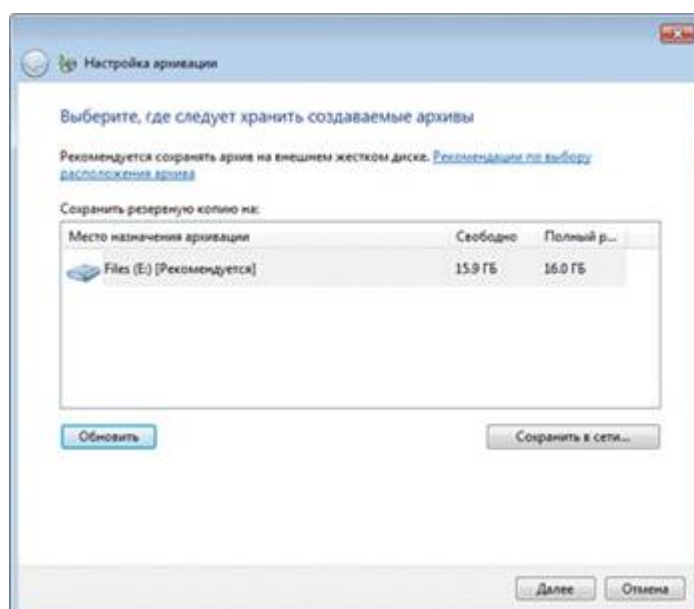 Настройка архивации
Выберите, где следует хранить создаваемые архивы
Рекомендуется сохранять архив на внешнем жестком диске. Рекомендации по выбору
расположения архива
Сохранить резервную копию на:
Место назначения архивации Свободно Полный р...
Files (E:) [Рекомендуется] 15.9 ГБ 16.0 ГБ
Обновить Сохранить в сети...
Далее Отмена